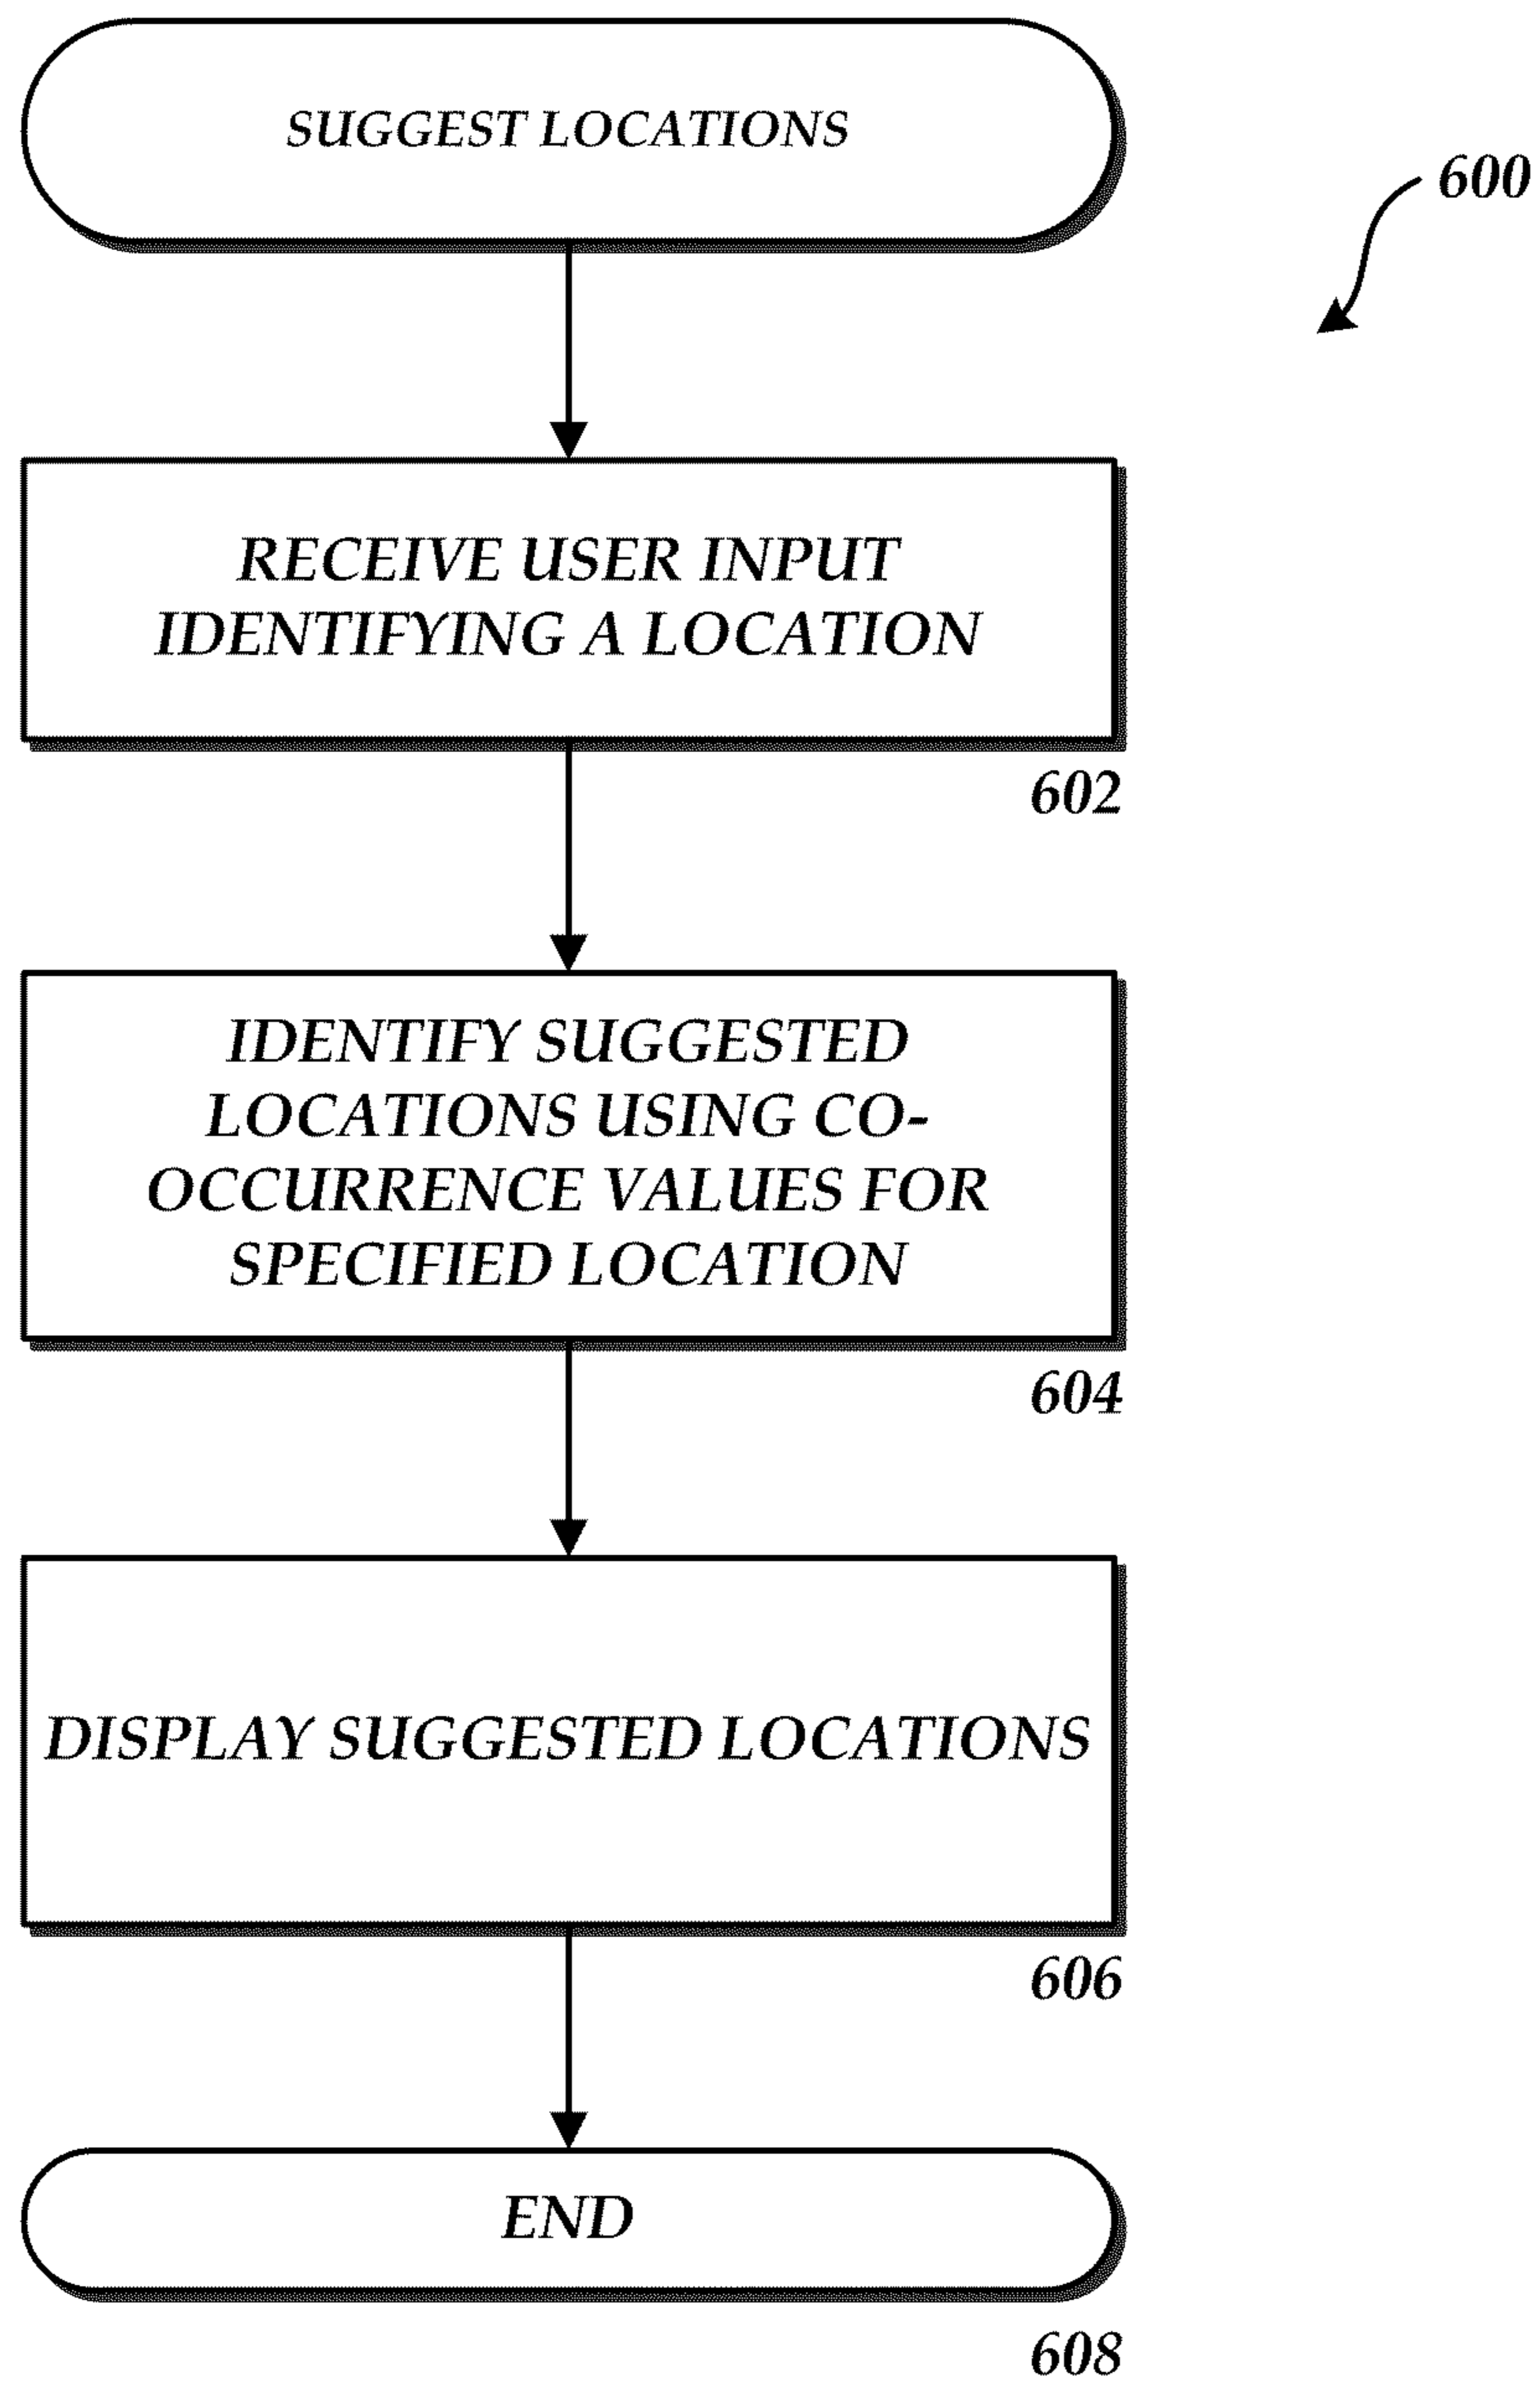 SUGGEST LOCATIONS
600
RECEIVE USER INPUT
IDENTIFYING A LOCATION
602
IDENTIFY SUGGESTED
LOCATIONS USING CO-
OCCURRENCE VALUES FOR
SPECIFIED LOCATION
604
DISPLAY SUGGESTED LOCATIONS
606
END
608